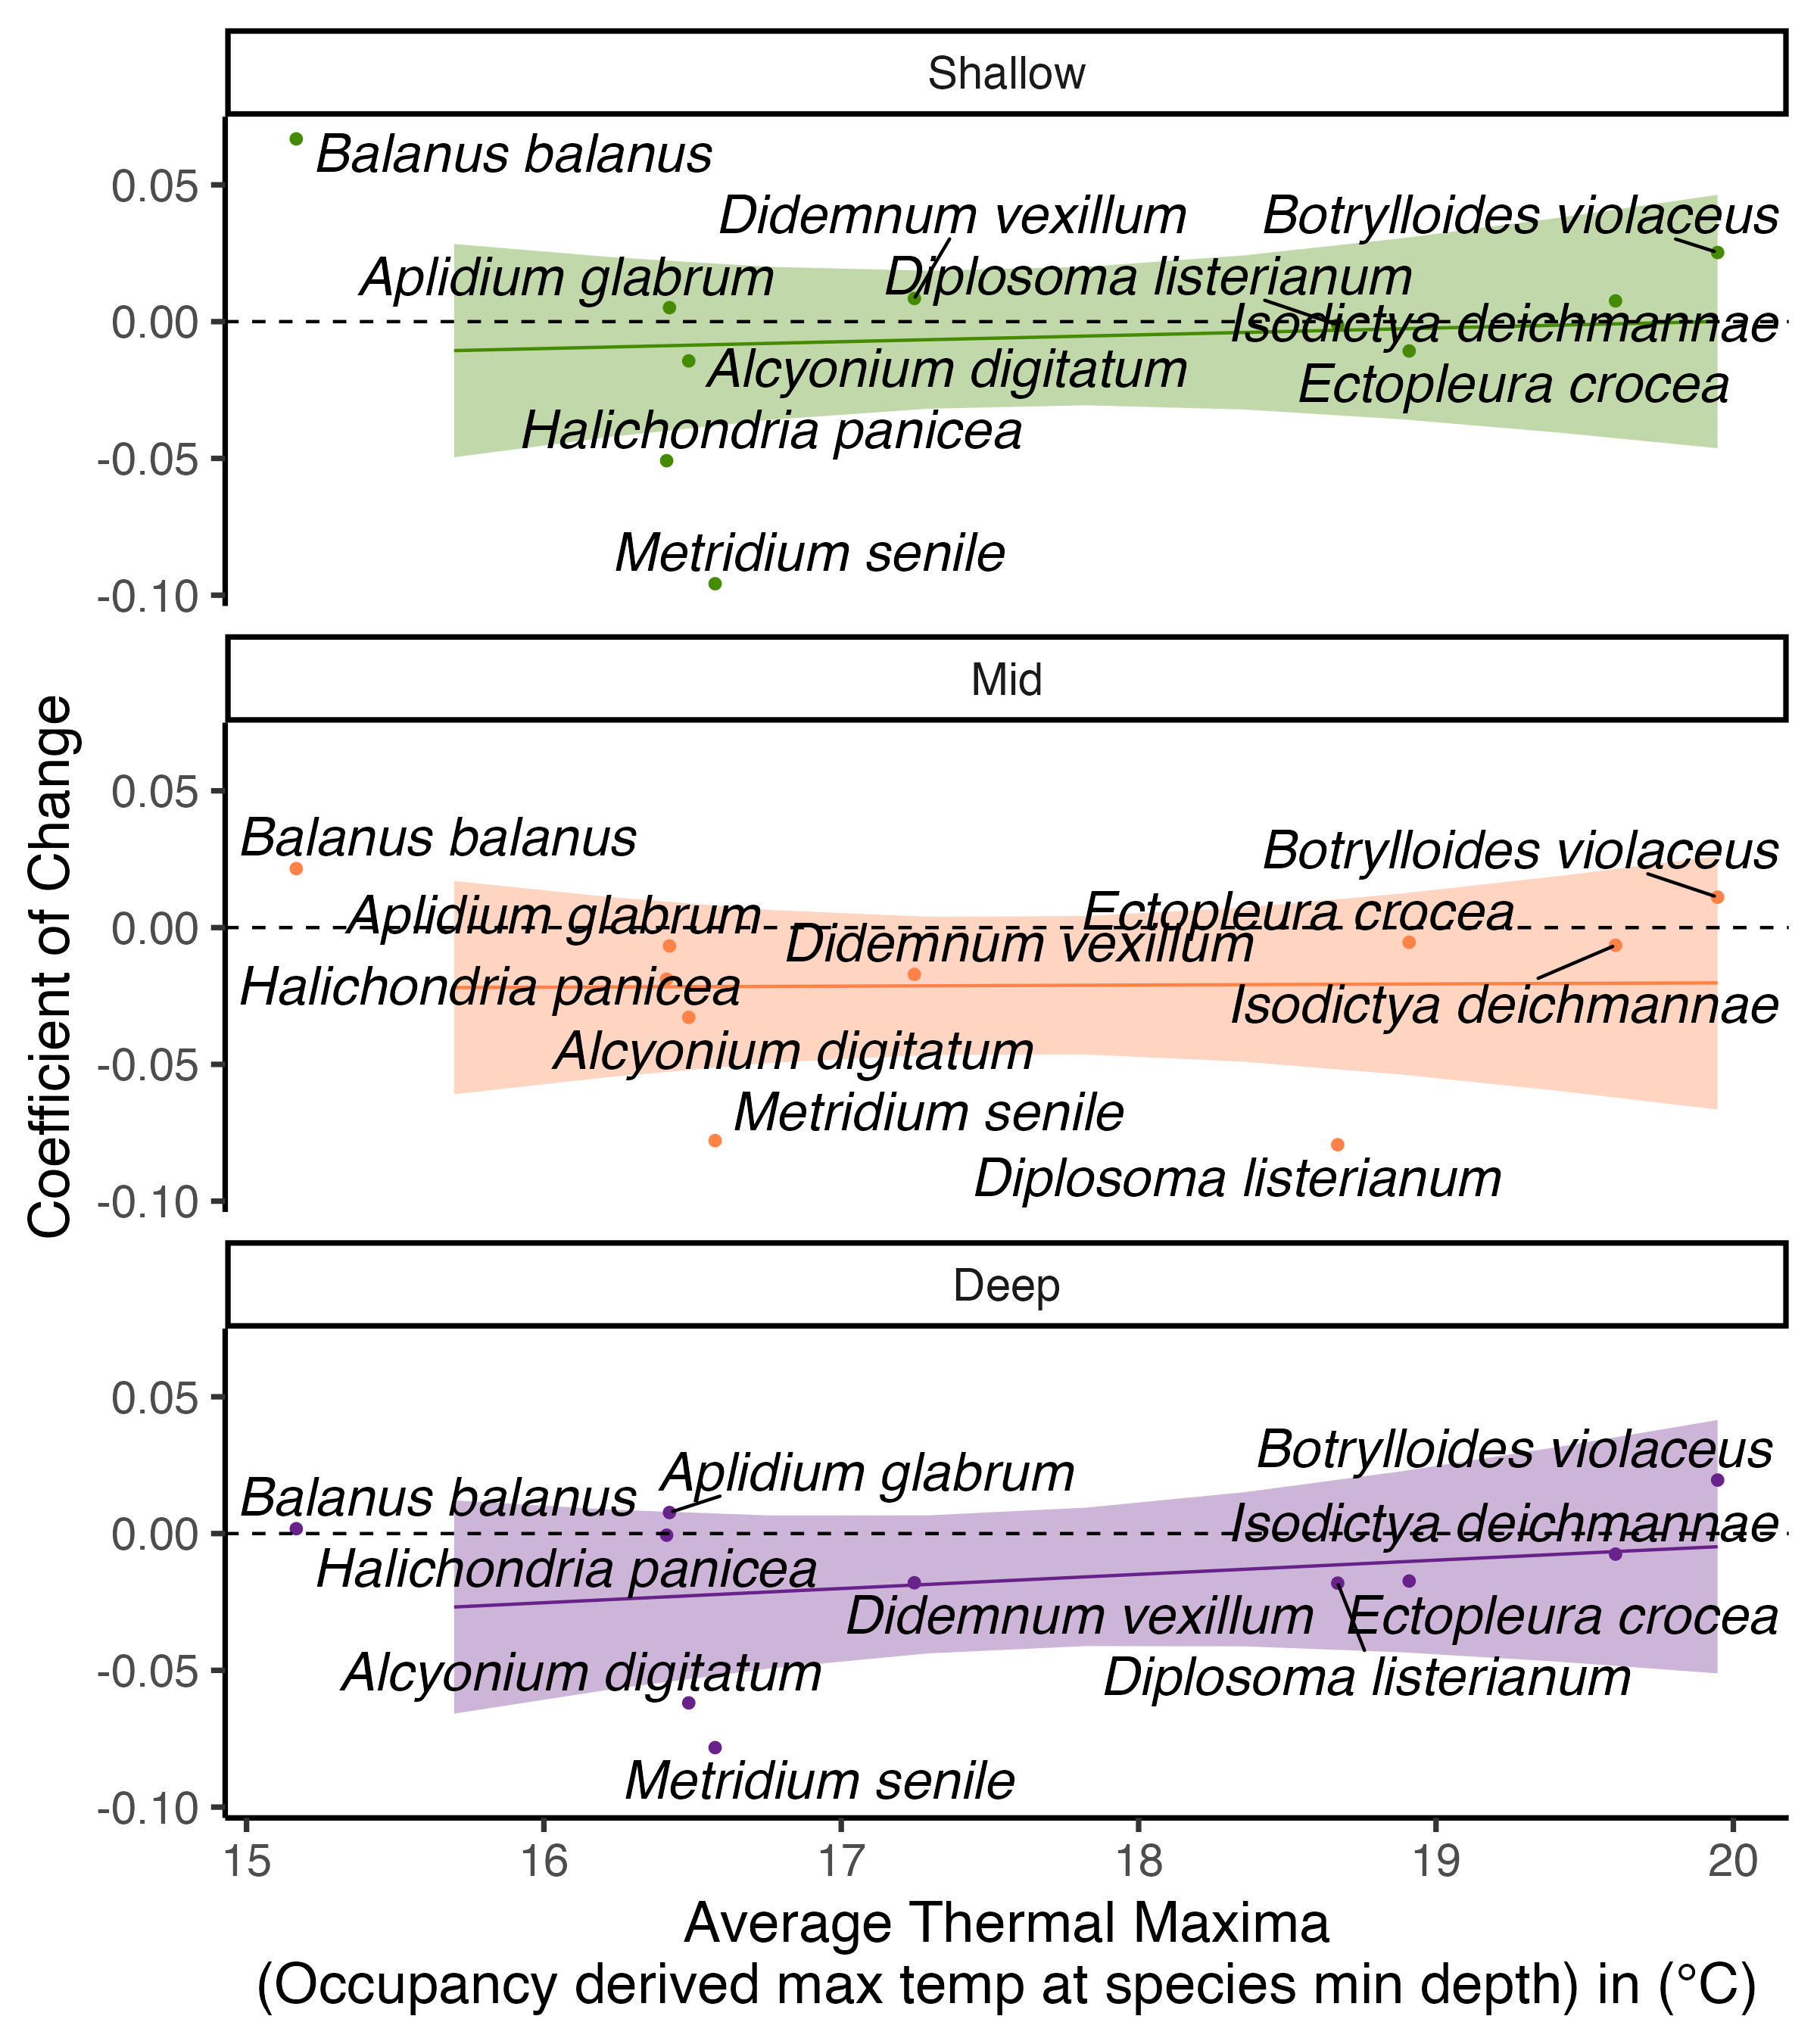 Shallow
Balanus balanus
0.05
Didemnum vexillum
Botrylloides violaceus
Aplidium glabrum
Diplosoma listerianum
0.00
Isodictya deichmannae
Alcyonium digitatum
Ectopleura crocea
Halichondria panicea
-0.05
Metridium senile
-0.10
Mid
Coefficient of Change
0.05
Balanus balanus
Botrylloides violaceus
Aplidium glabrum
Ectopleura crocea
0.00
Didemnum vexillum
Halichondria panicea
Isodictya deichmannae
Alcyonium digitatum
-0.05
Metridium senile
Diplosoma listerianum
-0.10
Deep
0.05
Botrylloides violaceus
Aplidium glabrum
Balanus balanus
Isodictya deichmannae
0.00
Halichondria panicea
Didemnum vexillum
Ectopleura crocea
Alcyonium digitatum
-0.05
Diplosoma listerianum
Metridium senile
-0.10
15 16 17 18 19 20
Average Thermal Maxima
(Occupancy derived max temp at species min depth) in (°C)